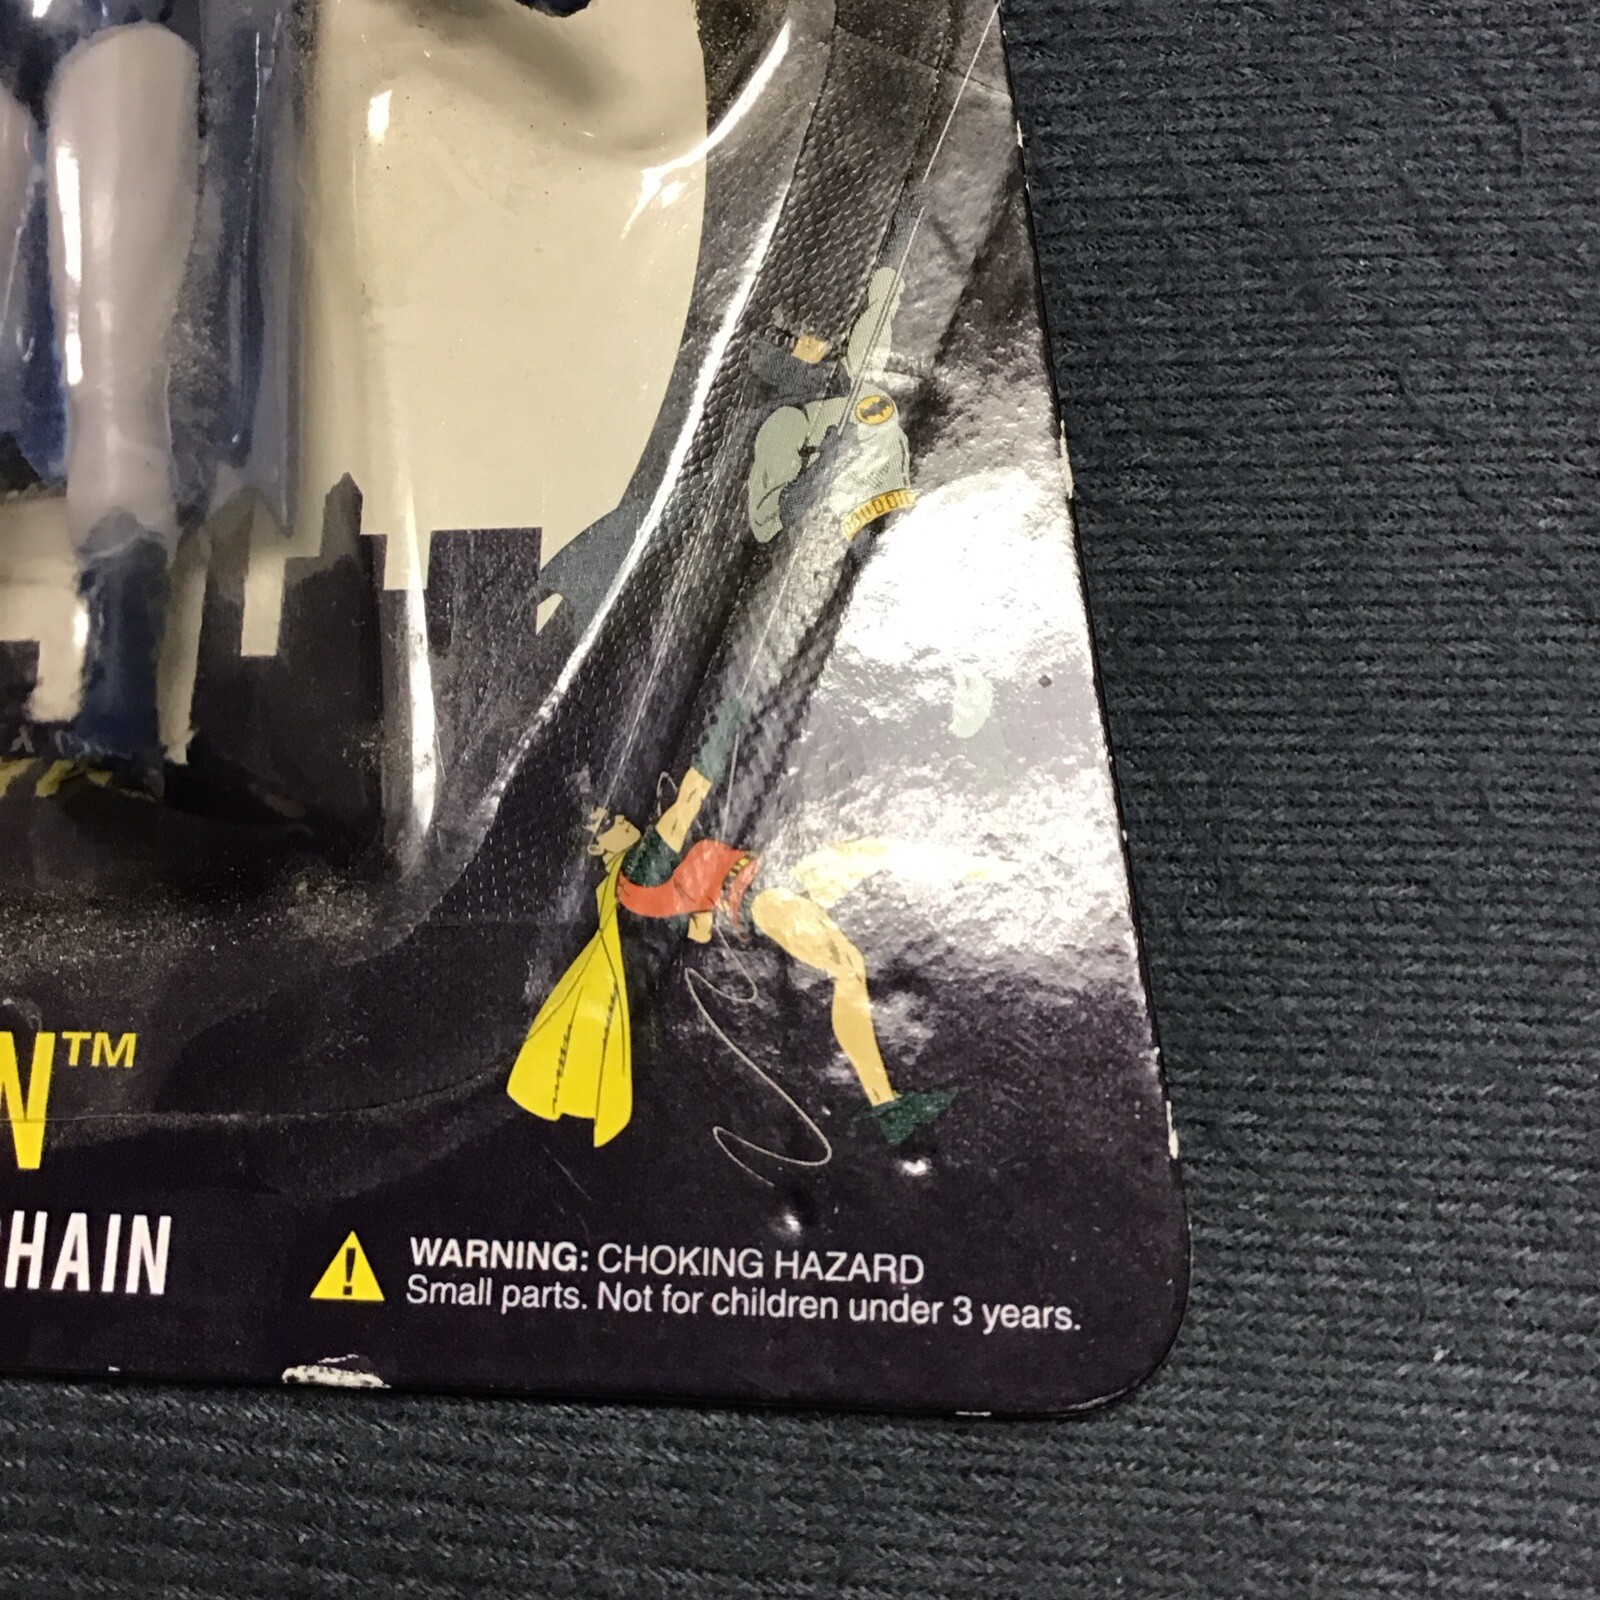 N™
HAIN
WARNING: CHOKING HAZARD
Small parts. Not for children under 3 years.